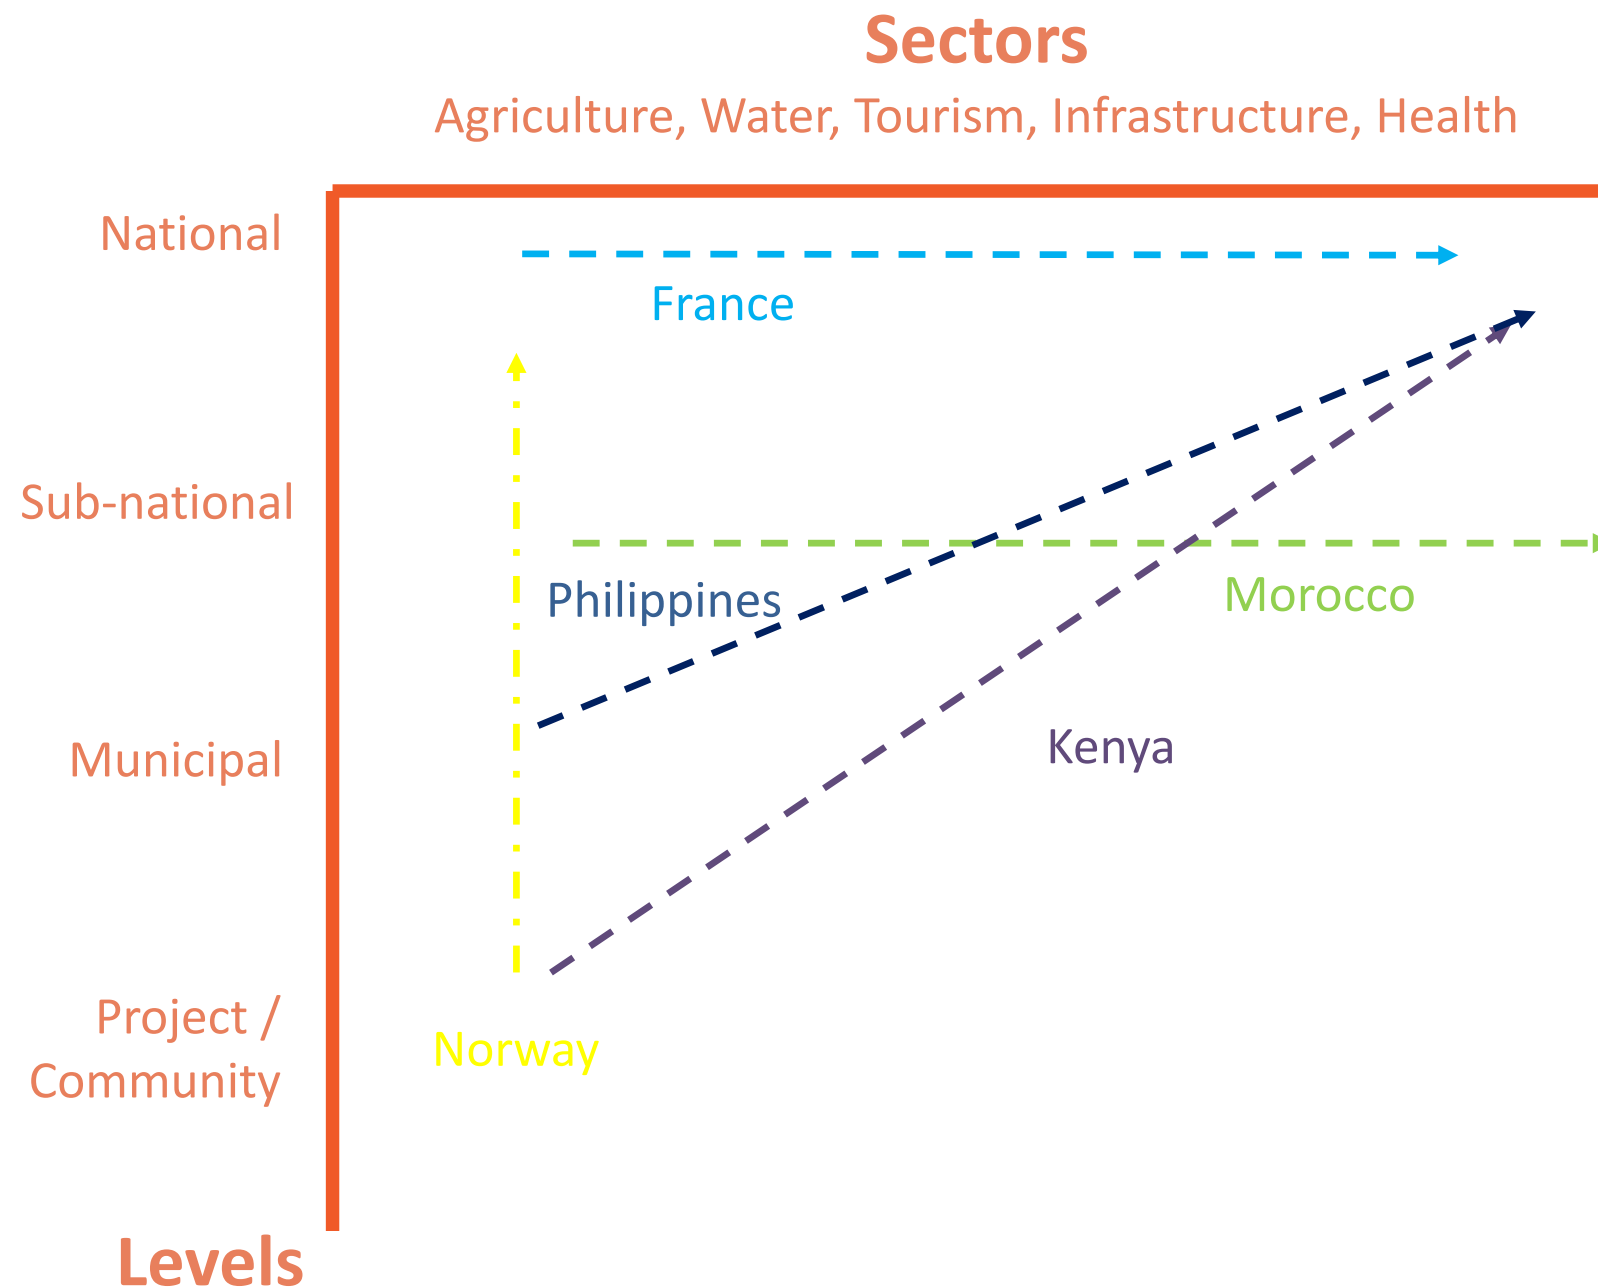 Sectors
Agriculture, Water, Tourism, Infrastructure, Health
National
France
Sub-national
Philippines
Morocco
Municipal
Kenya
Project /
Community
Norway
Levels